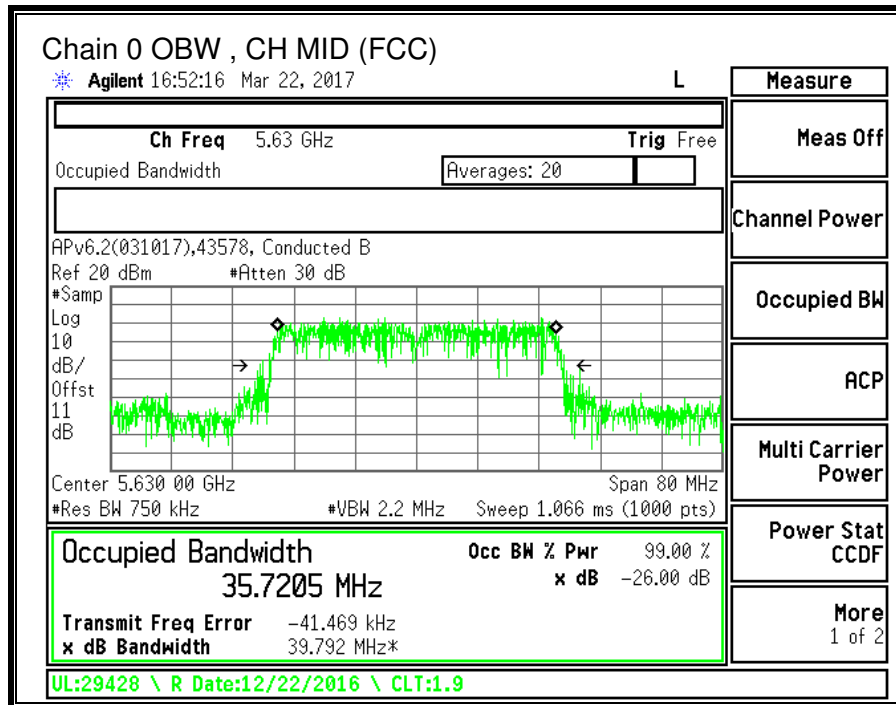 Chain 0 OBW , CH MID (FCC)
Agilent 16:52:16 Mar 22, 2017 L
Measure
Ch Freq 5.63 GHz Trig Free
Occupied Bandwidth Averages: 20
APv6.2(031017),43578, Conducted B
Ref 20 dBm #Atten 30 dB
#Samp
Log
10
dB/
Offst
11
dB
Center 5.630 00 GHz Span 80 MHz
#Res BW 750 kHz #VBW 2.2 MHz Sweep 1.066 ms (1000 pts)
Occupied Bandwidth Occ BW % Pwr 99.00 %
35.7205 MHz x dB -26.00 dB
Transmit Freq Error -41.469 kHz
x dB Bandwidth 39.792 MHz*
Meas Off
Channel Power
Occupied BW
ACP
Multi Carrier
Power
Power Stat
CCDF
More
1 of 2
UL:29428 \ R Date:12/22/2016 \ CLT:1.9